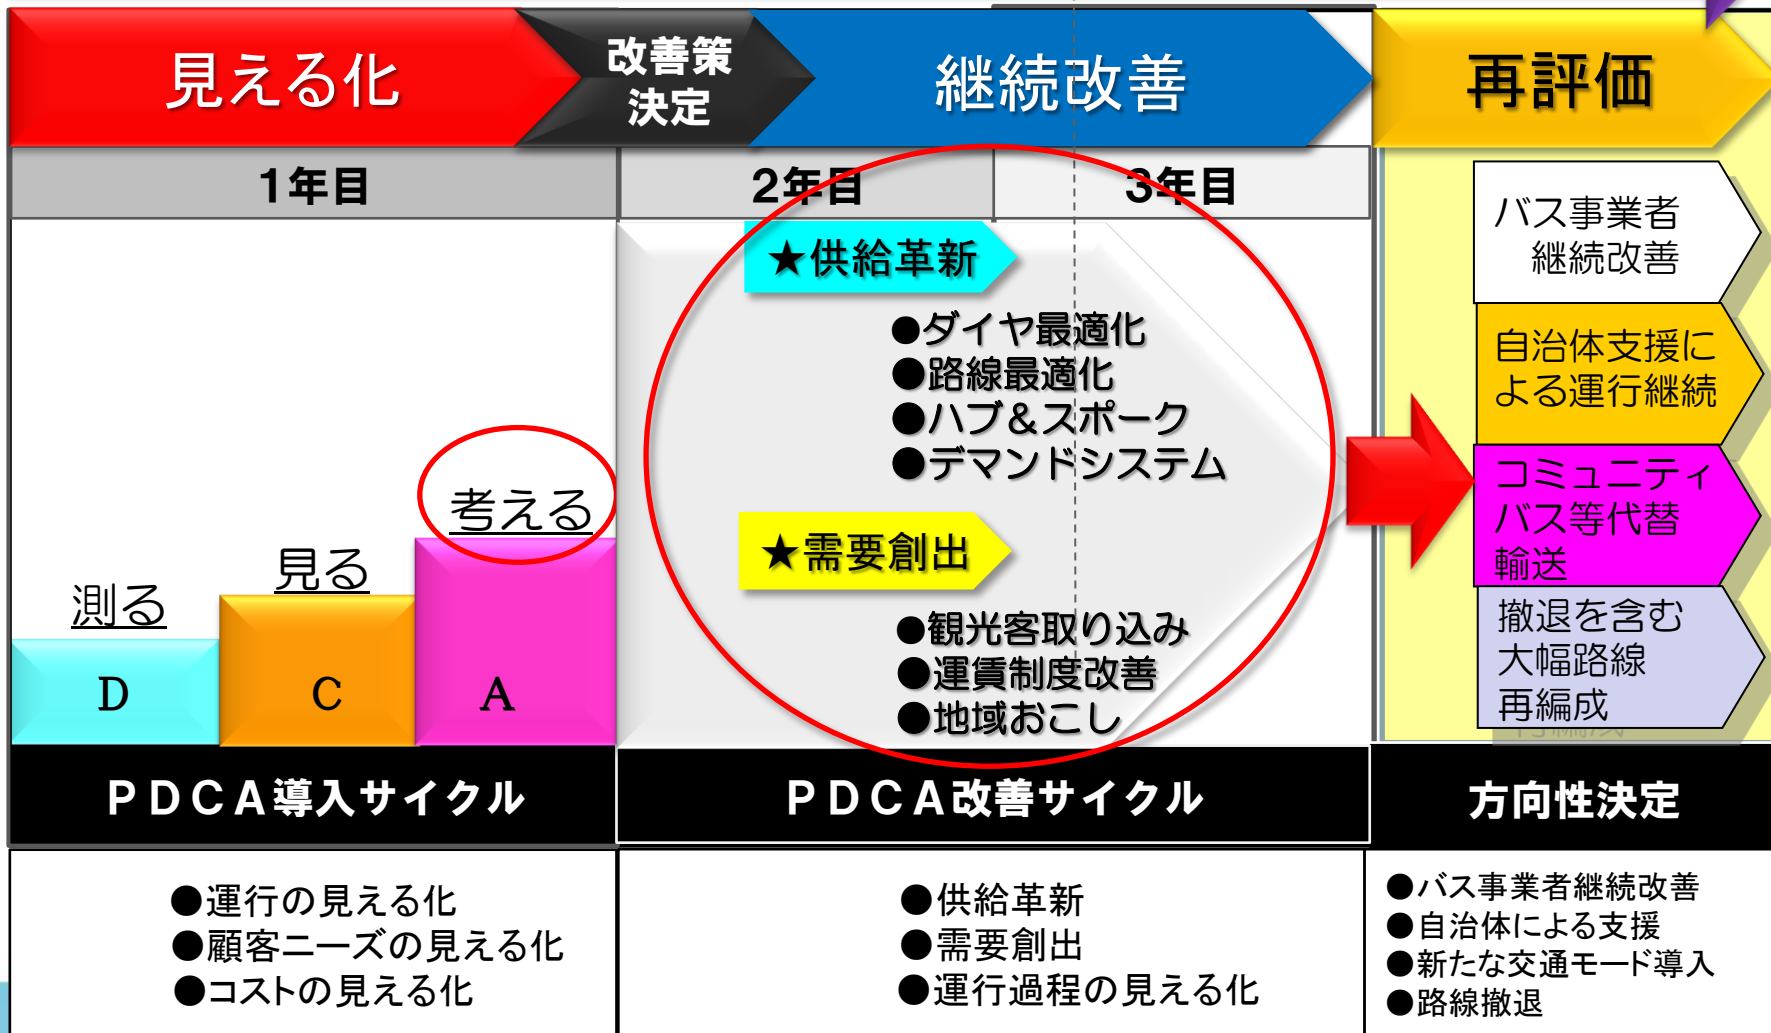 見える化
改善策
決定
継続改善
再評価
1年目
2年目
3年目
測る
見る
考える
D
C
A
★供給革新
●ダイヤ最適化
●路線最適化
●ハブ＆スポーク
●デマンドシステム
★需要創出
●観光客取り込み
●運賃制度改善
●地域おこし
バス事業者
継続改善
自治体支援に
よる運行継続
コミュニティ
バス等代替
輸送
撤退を含む
大幅路線
再編成
ＰＤＣＡ導入サイクル
ＰＤＣＡ改善サイクル
方向性決定
●運行の見える化
●顧客ニーズの見える化
●コストの見える化
●供給革新
●需要創出
●運行過程の見える化
●バス事業者継続改善
●自治体による支援
●新たな交通モード導入
●路線撤退